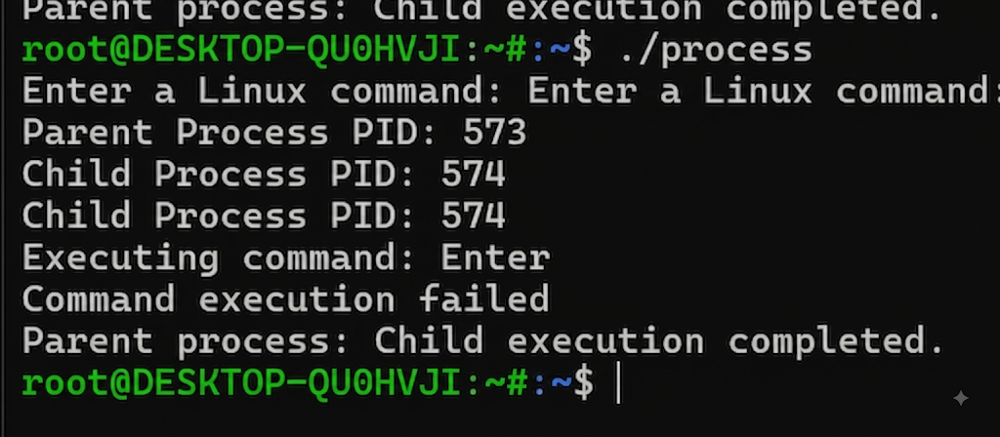 Parent process: Child execution completed.
root@DESKTOP-QU0HVJI:~#:~$ ./process
Enter a Linux command: Enter a Linux command:
Parent Process PID: 573
Child Process PID: 574
Child Process PID: 574
Executing command: Enter
Command execution failed
Parent process: Child execution completed.
root@DESKTOP-QU0HVJI:~#:~$